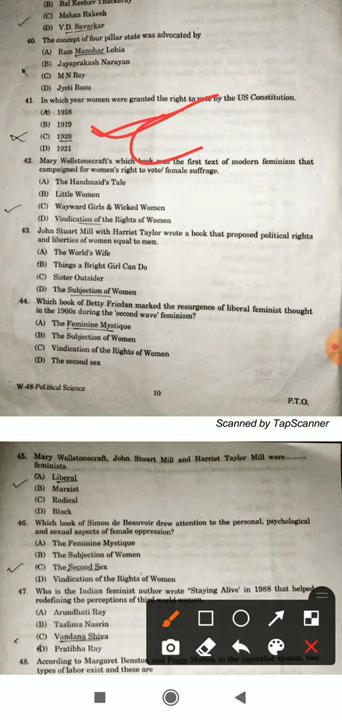 (B) Bal Keshav Thackeray
(C) Mohan Rakesh
(D) V.D. Savarkar
40. The concept of four pillar state was advocated by
(A) Ram Manohar Lohia
(B) Jayaprakash Narayan
(C) M N Roy
(D) Jyoti Basu
41. In which year women were granted the right to vote by the US Constitution.
(A) 1918
(B) 1919
(C) 1920
(D) 1921
42. Mary Wollstonecraft's which book was the first text of modern feminism that
campaigned for women's right to vote/ female suffrage.
(A) The Handmaid's Tale
(B) Little Women
(C) Wayward Girls & Wicked Women
(D) Vindication of the Rights of Women
43. John Stuart Mill with Harriet Taylor wrote a book that proposed political rights
and liberties of women equal to men.
(A) The World's Wife
(B) Things a Bright Girl Can Do
(C) Sister Outsider
(D) The Subjection of Women
44. Which book of Betty Friedan marked the resurgence of liberal feminist thought
in the 1960s during the 'second wave' feminism?
(A) The Feminine Mystique
(B) The Subjection of Women
(C) Vindication of the Rights of Women
(D) The second sex
W-48-Political Science
10
P.T.O.
Scanned by TapScanner
45. Mary Wollstonecraft, John Stuart Mill and Harriet Taylor Mill were.........
feminists.
(A) Liberal
(B) Marxist
(C) Radical
(D) Black
46. Which book of Simon de Beauvoir drew attention to the personal, psychological
and sexual aspects of female oppression?
(A) The Feminine Mystique
(B) The Subjection of Women
(C) The Second Sex
(D) Vindication of the Rights of Women
47. Who is the Indian feminist author wrote "Staying Alive' in 1988 that helped
redefining the perceptions of third world women.
(A) Arundhati Ray
(B) Taslima Nasrin
(C) Vandana Shiva
(D) Pratibha Ray
48. According to Margaret Benston and Peggy Morton in the capitalist system, two
types of labor exist and these are